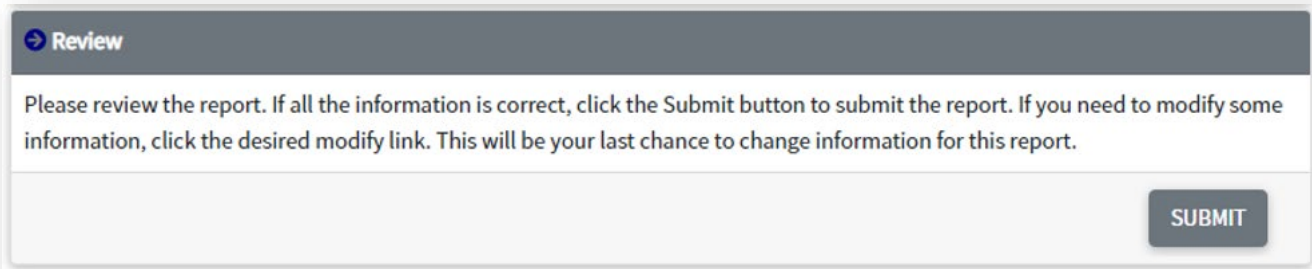 Review
Please review the report. If all the information is correct, click the Submit button to submit the report. If you need to modify some
information, click the desired modify link. This will be your last chance to change information for this report.
SUBMIT